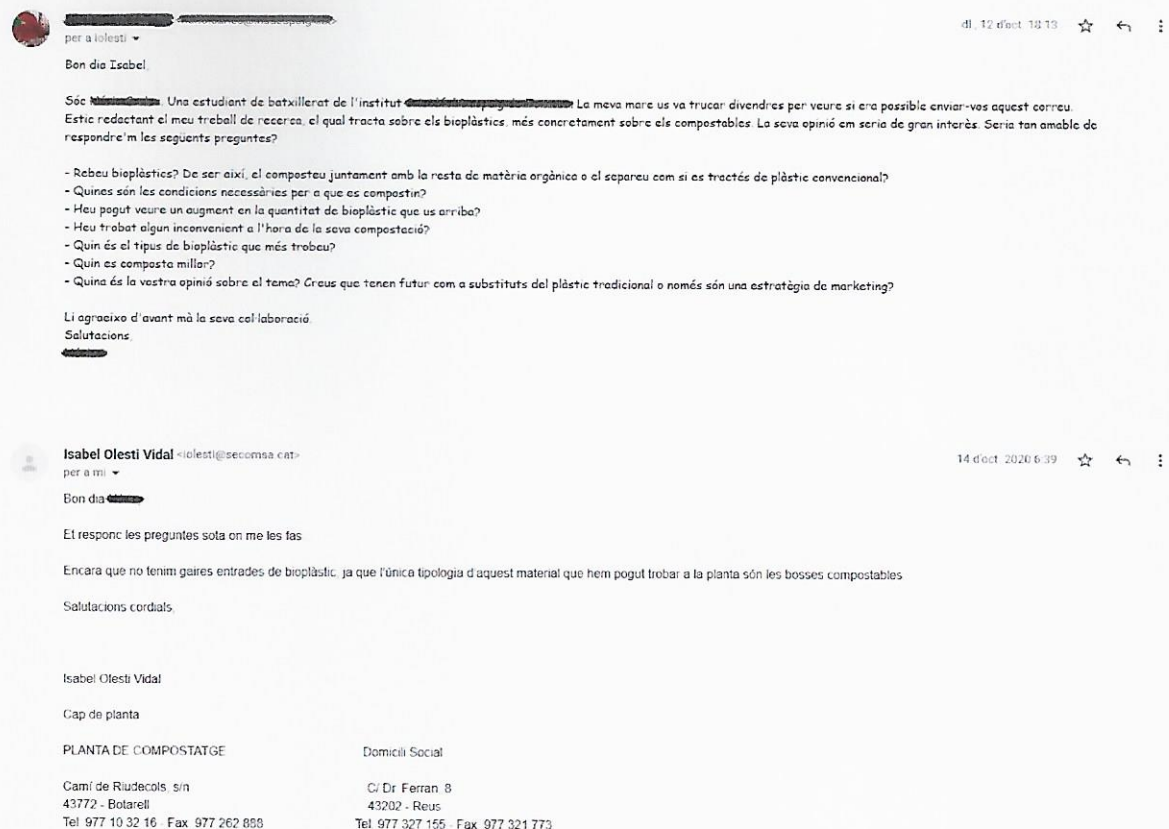 dl., 12 d'oct. 18:13
per a iolesti
Bon dia Isabel,
Sóc Una estudiant de batxillerat de l'institut La meva mare us va trucar divendres per veure si era possible enviar-vos aquest correu.
Estic redactant el meu treball de recerca, el qual tracta sobre els bioplàstics, més concretament sobre els compostables. La seva opinió em seria de gran interès. Seria tan amable de
respondre'm les següents preguntes?
- Rebeu bioplàstics? De ser així, el composteu juntament amb la resta de matèria orgànica o el separeu com si es tractés de plàstic convencional?
- Quines són les condicions necessàries per a que es compostin?
- Heu pogut veure un augment en la quantitat de bioplàstic que us arriba?
- Heu trobat algun inconvenient a l'hora de la seva compostació?
- Quin és el tipus de bioplàstic que més trobeu?
- Quin es composta millor?
- Quina és la vostra opinió sobre el tema? Creus que tenen futur com a substituts del plàstic tradicional o només són una estratègia de marketing?
Li agraeixo d'avant mà la seva col·laboració.
Salutacions,
Isabel Olesti Vidal <iolesti@secomsa.cat> 14 d'oct. 2020 6:39
per a mi
Bon dia
Et responc les preguntes sota on me les fas
Encara que no tenim gaires entrades de bioplàstic, ja que l'única tipologia d'aquest material que hem pogut trobar a la planta són les bosses compostables
Salutacions cordials,
Isabel Olesti Vidal
Cap de planta
PLANTA DE COMPOSTATGE Domicili Social
Camí de Riudecols, s/n C/ Dr. Ferran, 8
43772 - Botarell 43202 - Reus
Tel. 977 10 32 16 - Fax. 977 262 888 Tel. 977 327 155 - Fax. 977 321 773